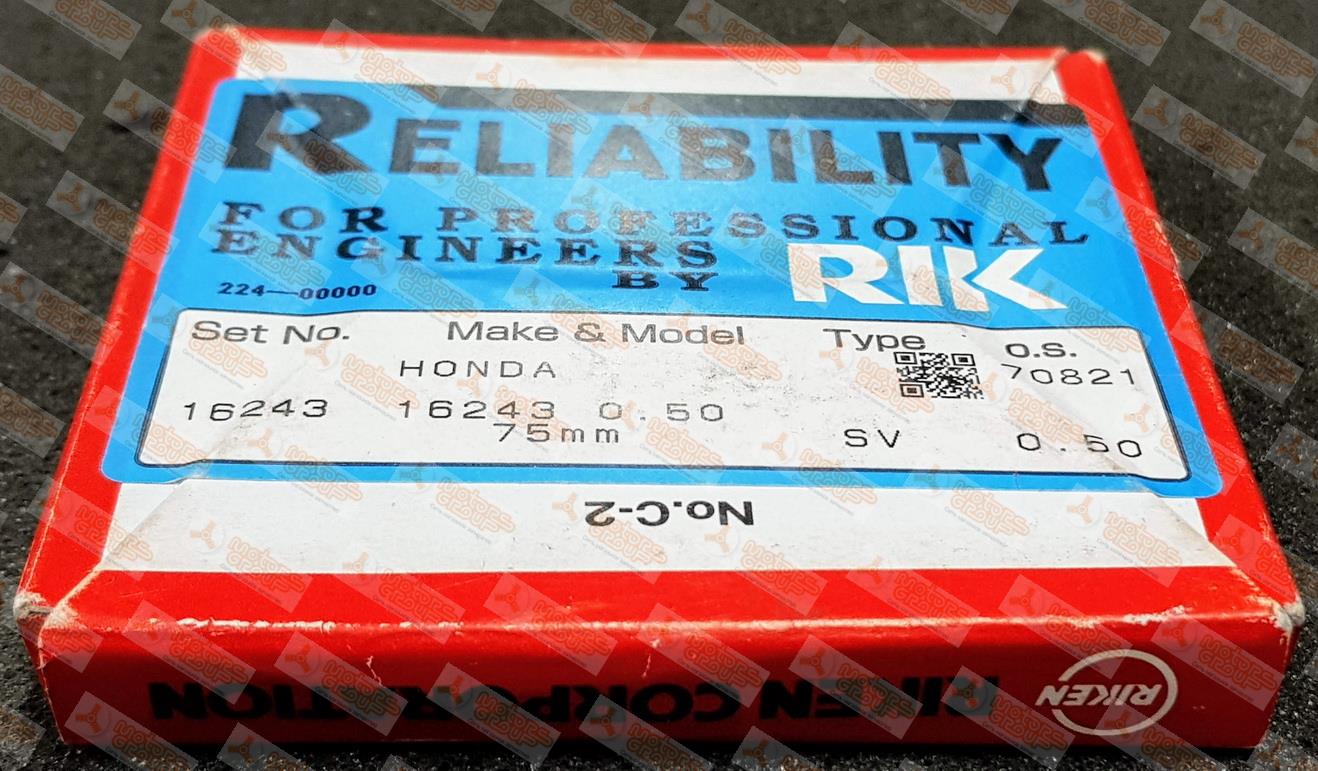 RELIABILITY
FOR PROFESSIONAL
ENGINEERS
BY RIK
224—00000
Set No. Make & Model Type O.S.
HONDA 70821
16243 16243 0.50
75mm SV 0.50
No.C-2
RIKEN CORPORATION
RIKEN